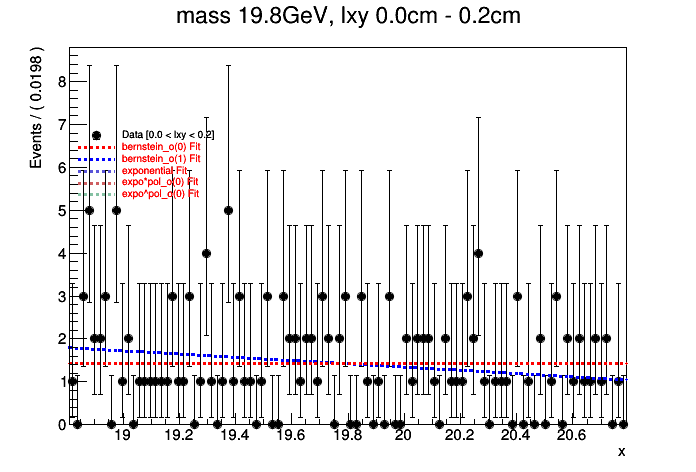 mass 19.8GeV, lxy 0.0cm - 0.2cm
Events / ( 0.0198 )
8
7
6
5
4
3
2
1
0
Data [0.0 < lxy < 0.2]
bernstein_o(0) Fit
bernstein_o(1) Fit
exponential Fit
expo*pol_o(0) Fit
expo^pol_o(0) Fit
19 19.2 19.4 19.6 19.8 20 20.2 20.4 20.6
x